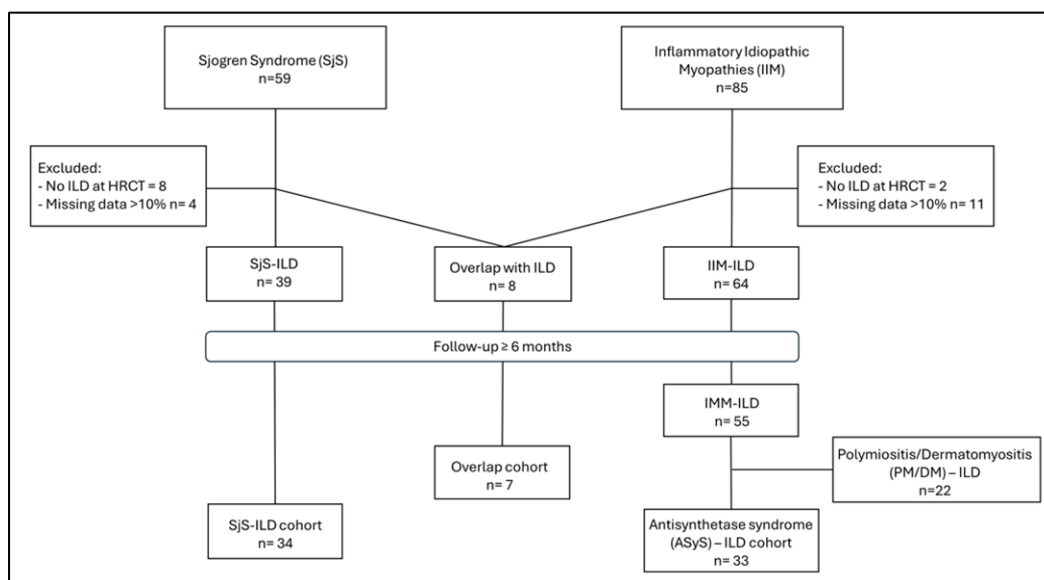 Sjogren Syndrome (SjS)
n=59
Inflammatory Idiopathic
Myopathies (IIM)
n=85
Excluded:
- No ILD at HRCT = 8
- Missing data >10% n= 4
Excluded:
- No ILD at HRCT = 2
- Missing data >10% n= 11
SjS-ILD
n= 39
Overlap with ILD
n= 8
IIM-ILD
n= 64
Follow-up ≥ 6 months
IMM-ILD
n= 55
Overlap cohort
n= 7
Polymiositis/Dermatomyositis
(PM/DM) – ILD
n=22
SjS-ILD cohort
n= 34
Antisynthetase syndrome
(ASyS) – ILD cohort
n= 33